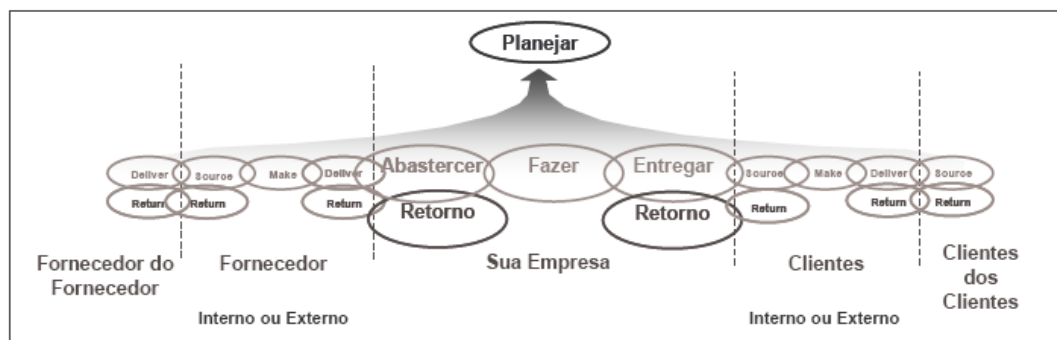 Planejar
Deliver Source Make Deliver Abastercer Fazer Entregar Source Make Deliver Source
Return Return Return Retorno Retorno Return Return Return
Fornecedor do
Fornecedor
Fornecedor
Sua Empresa
Clientes
Clientes
dos
Clientes
Interno ou Externo
Interno ou Externo